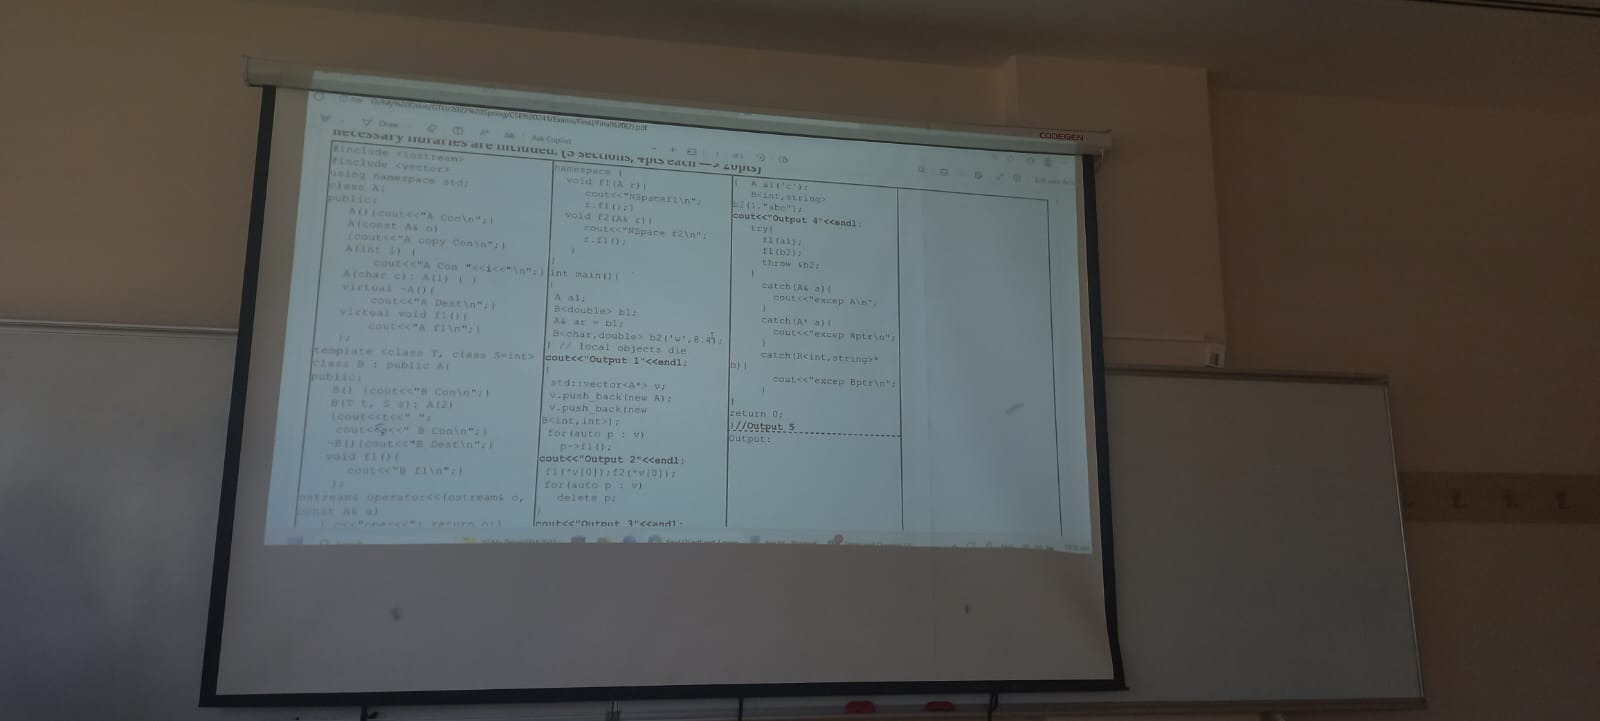 CODEGEN
Draw
Ask Copilot
necessary libraries are included. (5 sections, 4pts each —> 20pts)
#include <iostream>
#include <vector>
using namespace std;
class A{
public:
A(){cout<<"A Con\n";}
A(const A& o)
{cout<<"A copy Con\n";}
A(int i) {
cout<<"A Con "<<i<<"\n";}
A(char c): A(1) { }
virtual ~A(){
cout<<"A Dest\n";}
virtual void f1(){
cout<<"A f1\n";}
};
template <class T, class S=int>
class B : public A{
public:
B() {cout<<"B Con\n";}
B(T t, S s): A(2)
{cout<<t<<" ";
cout<<s<<" B Con\n";}
~B(){cout<<"B Dest\n";}
void f1(){
cout<<"B f1\n";}
};
ostream& operator<<(ostream& o,
const A& a)
return o;}
namespace {
void f1(A r){
cout<<"NSpacef1\n";
r.f1();}
void f2(A& r){
cout<<"NSpace f2\n";
r.f1();
}
}
int main(){
{
A a1;
B<double> b1;
A& ar = b1;
B<char,double> b2('w',8.4);
} // local objects die
cout<<"Output 1"<<endl;
{
std::vector<A*> v;
v.push_back(new A);
v.push_back(new
B<int,int>);
for(auto p : v)
p->f1();
cout<<"Output 2"<<endl;
f1(*v[0]);f2(*v[0]);
for(auto p : v)
delete p;
}
cout<<"Output 3"<<endl;
{ A a1('c');
B<int,string>
b2(1,"abc");
cout<<"Output 4"<<endl;
try{
f1(a1);
f1(b2);
throw &b2;
}
catch(A& a){
cout<<"excep A\n";
}
catch(A* a){
cout<<"excep Aptr\n";
}
catch(B<int,string>*
b){
cout<<"excep Bptr\n";
}
}
return 0;
}//Output 5
Output: